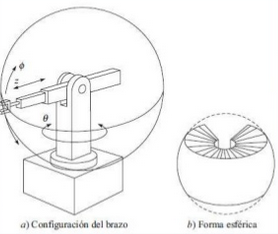 ϕ
z
θ
a) Configuración del brazo
b) Forma esférica